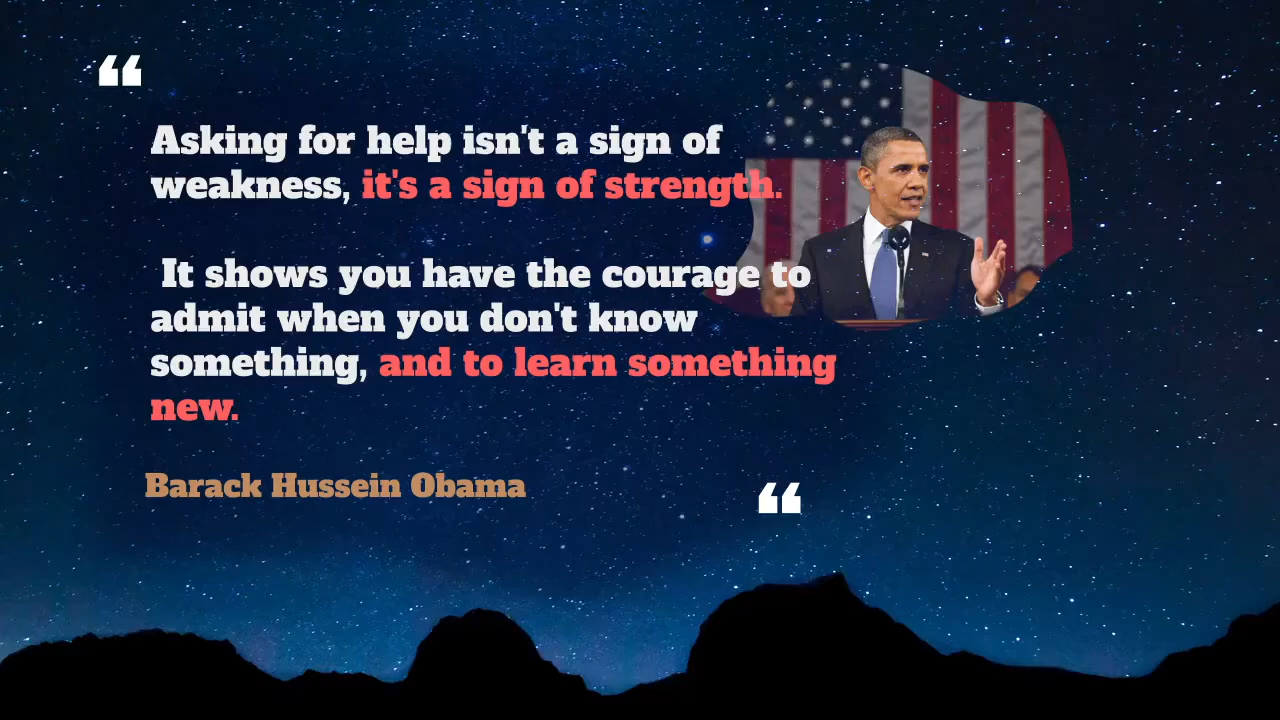 ❝
Asking for help isn't a sign of
weakness, it's a sign of strength.
It shows you have the courage to
admit when you don't know
something, and to learn something
new.
Barack Hussein Obama
❝